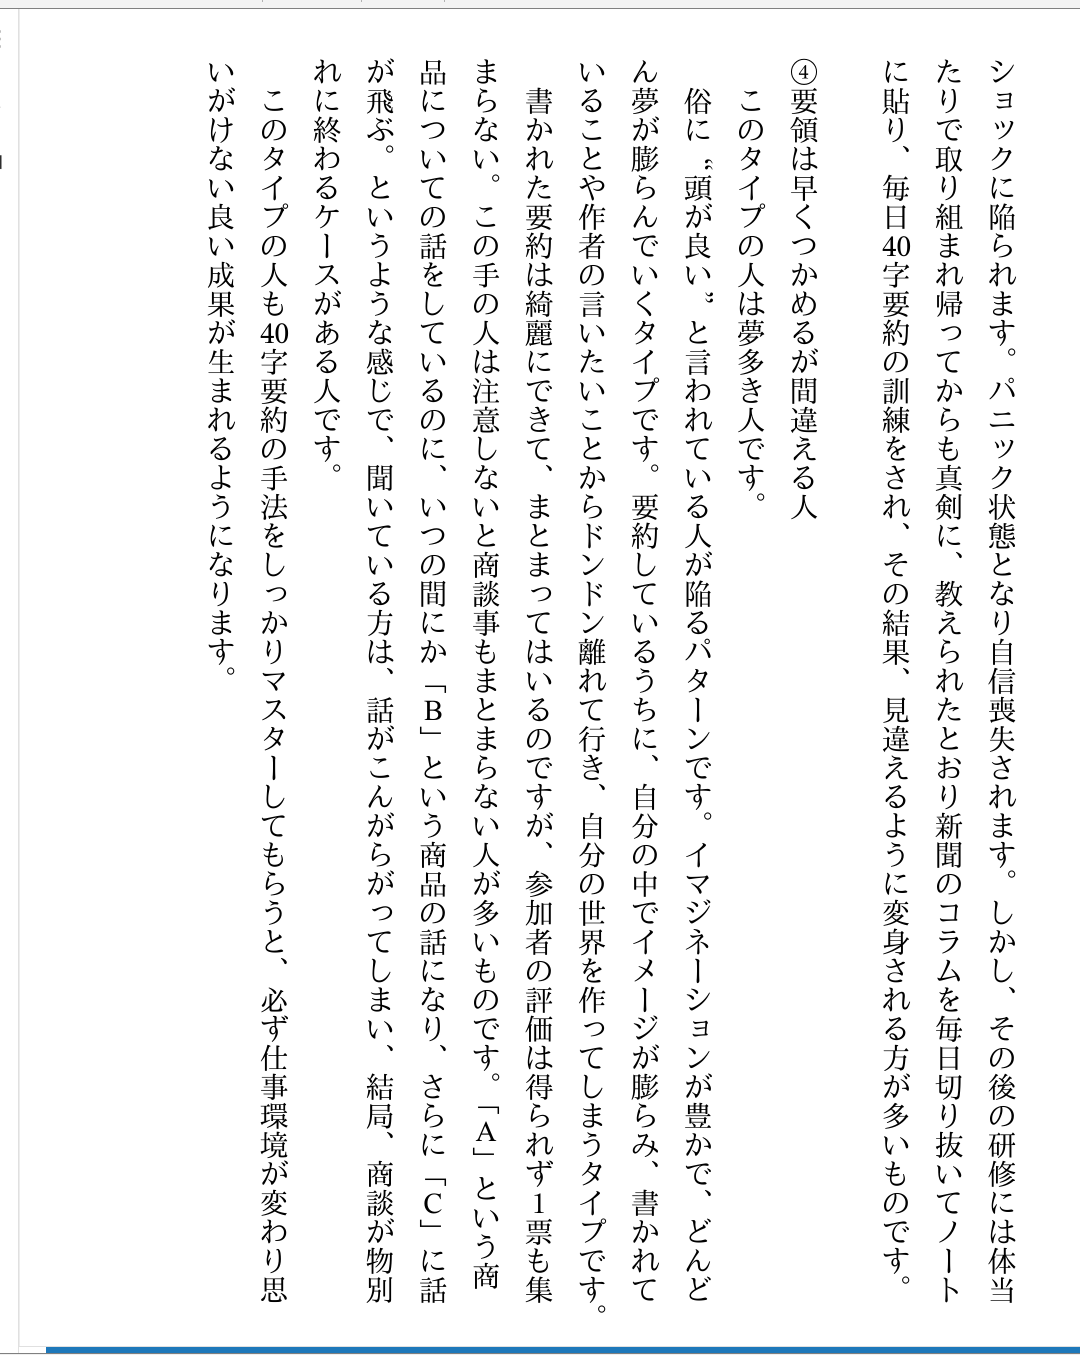 ショックに陥られます。パニック状態となり自信喪失されます。しかし、その後の研修には体当
たりで取り組まれ帰ってからも真剣に、教えられたとおり新聞のコラムを毎日切り抜いてノート
に貼り、毎日40字要約の訓練をされ、その結果、見違えるように変身される方が多いものです。
④要領は早くつかめるが間違える人
このタイプの人は夢多き人です。
俗に〝頭が良い〟と言われている人が陥るパターンです。イマジネーションが豊かで、どんど
ん夢が膨らんでいくタイプです。要約しているうちに、自分の中でイメージが膨らみ、書かれて
いることや作者の言いたいことからドンドン離れて行き、自分の世界を作ってしまうタイプです。
書かれた要約は綺麗にできて、まとまってはいるのですが、参加者の評価は得られず1票も集
まらない。この手の人は注意しないと商談事もまとまらない人が多いものです。「A」という商
品についての話をしているのに、いつの間にか「B」という商品の話になり、さらに「C」に話
が飛ぶ。というような感じで、聞いている方は、話がこんがらがってしまい、結局、商談が物別
れに終わるケースがある人です。
このタイプの人も40字要約の手法をしっかりマスターしてもらうと、必ず仕事環境が変わり思
いがけない良い成果が生まれるようになります。